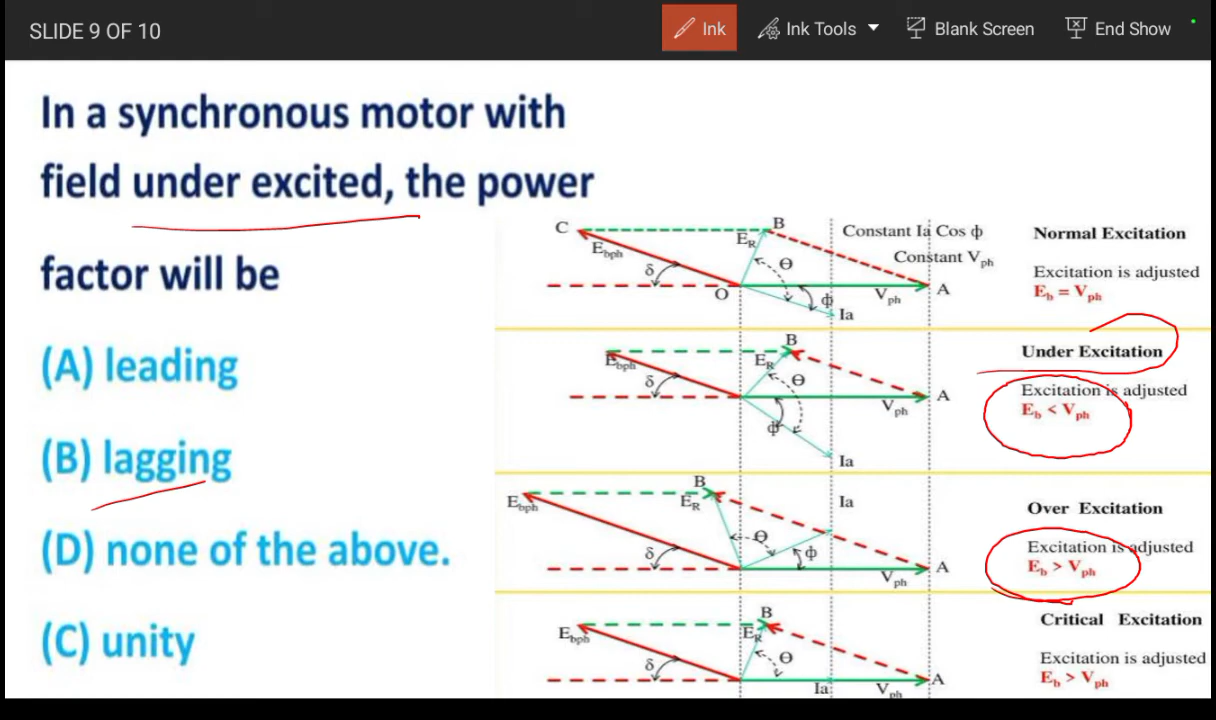 SLIDE 9 OF 10
Ink
Ink Tools
Blank Screen
End Show
In a synchronous motor with
field under excited, the power
factor will be
(A) leading
(B) lagging
(D) none of the above.
(C) unity
C
B
E_R
E_bph
δ
Θ
O
ϕ
V_ph
A
Ia
Constant Ia Cos ϕ
Constant V_ph
Normal Excitation
Excitation is adjusted
E_b = V_ph
B
E_bph
E_R
δ
Θ
V_ph
A
ϕ
Ia
Under Excitation
Excitation is adjusted
E_b < V_ph
B
E_bph
E_R
Ia
Θ
δ
ϕ
V_ph
A
Over Excitation
Excitation is adjusted
E_b > V_ph
B
E_bph
E_R
δ
Θ
Ia
V_ph
A
Critical Excitation
Excitation is adjusted
E_b > V_ph